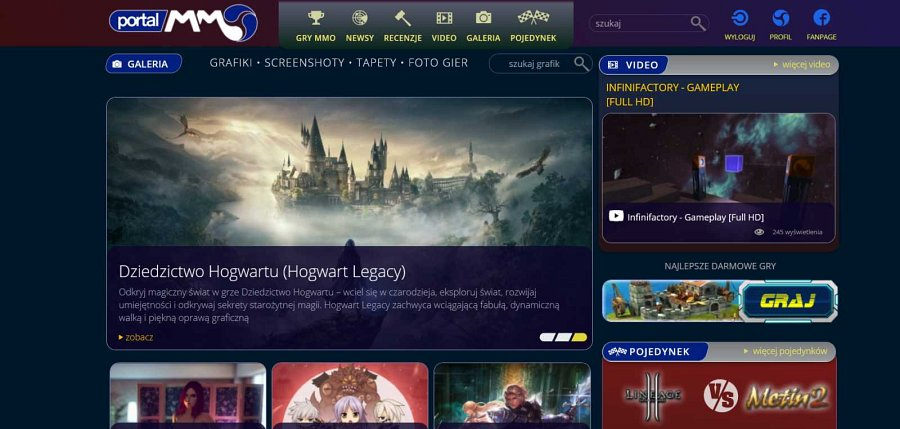 portal MMO
GRY MMO
NEWSY
RECENZJE
VIDEO
GALERIA
POJEDYNEK
szukaj
WYLOGUJ
PROFIL
FANPAGE
GALERIA
GRAFIKI • SCREENSHOTY • TAPETY • FOTO GIER
szukaj grafik
VIDEO
więcej video
INFINIFACTORY - GAMEPLAY
[FULL HD]
Infinifactory - Gameplay [Full HD]
245 wyświetlenia
Dziedzictwo Hogwartu (Hogwart Legacy)
Odkryj magiczny świat w grze Dziedzictwo Hogwartu – wciel się w czarodzieja, eksploruj świat, rozwijaj
umiejętności i odkrywaj sekrety starożytnej magii. Hogwart Legacy zachwyca wciągającą fabułą, dynamiczną
walką i piękną oprawą graficzną
zobacz
NAJLEPSZE DARMOWE GRY
GRAJ
POJEDYNEK
więcej pojedynków
LINEAGE II
VS
Metin2